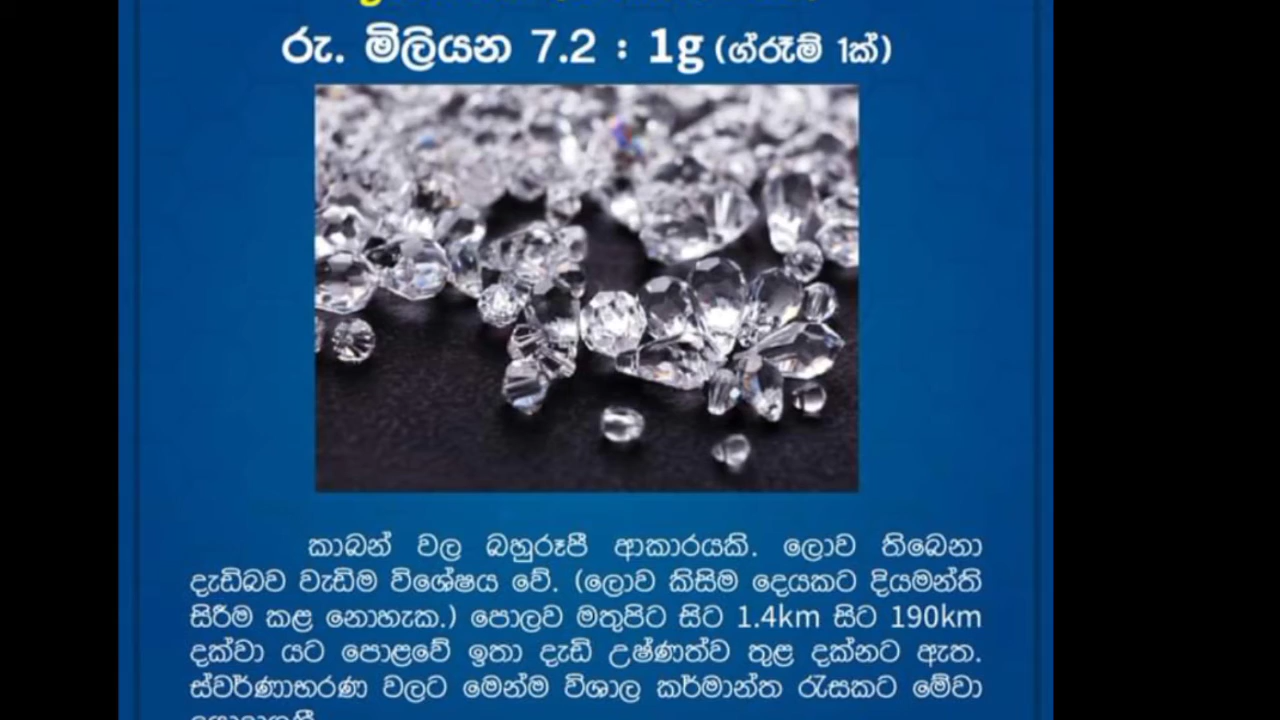 රු. මිලියන 7.2 : 1g (ග්රෑම් 1ක්)
කාබන් වල බහුරූපී ආකාරයකි. ලොව තිබෙනා
දැඩිබව වැඩිම විශේෂය වේ. (ලොව කිසිම දෙයකට දියමන්ති
සිරීම කළ නොහැක.) පොලව මතුපිට සිට 1.4km සිට 190km
දක්වා යට පොළවේ ඉතා දැඩි උෂ්ණත්ව තුළ දක්නට ඇත.
ස්වර්ණාභරණ වලට මෙන්ම විශාල කර්මාන්ත රැසකට මේවා